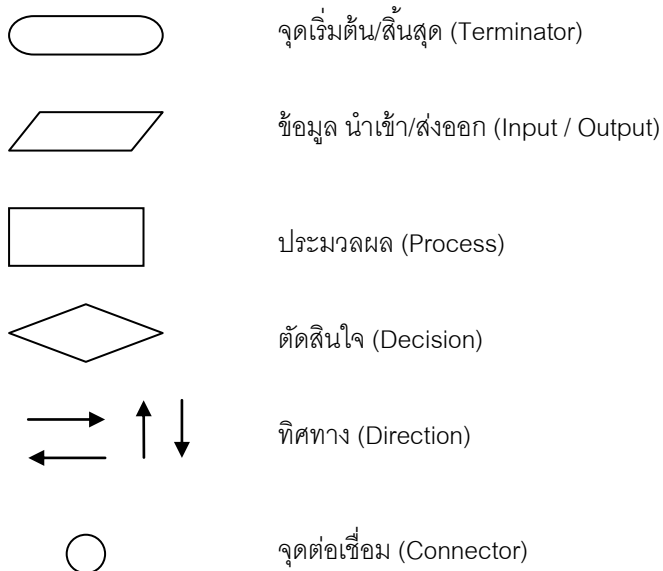 จุดเริ่มต้น/สิ้นสุด (Terminator)
ข้อมูล นำเข้า/ส่งออก (Input / Output)
ประมวลผล (Process)
ตัดสินใจ (Decision)
ทิศทาง (Direction)
จุดต่อเชื่อม (Connector)